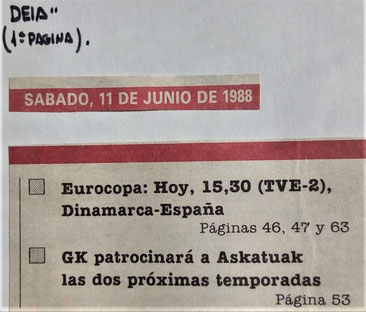 DEIA"
(1ª PAGINA).
SABADO, 11 DE JUNIO DE 1988
Eurocopa: Hoy, 15,30 (TVE-2),
Dinamarca-España
Páginas 46, 47 y 63
GK patrocinará a Askatuak
las dos próximas temporadas
Página 53